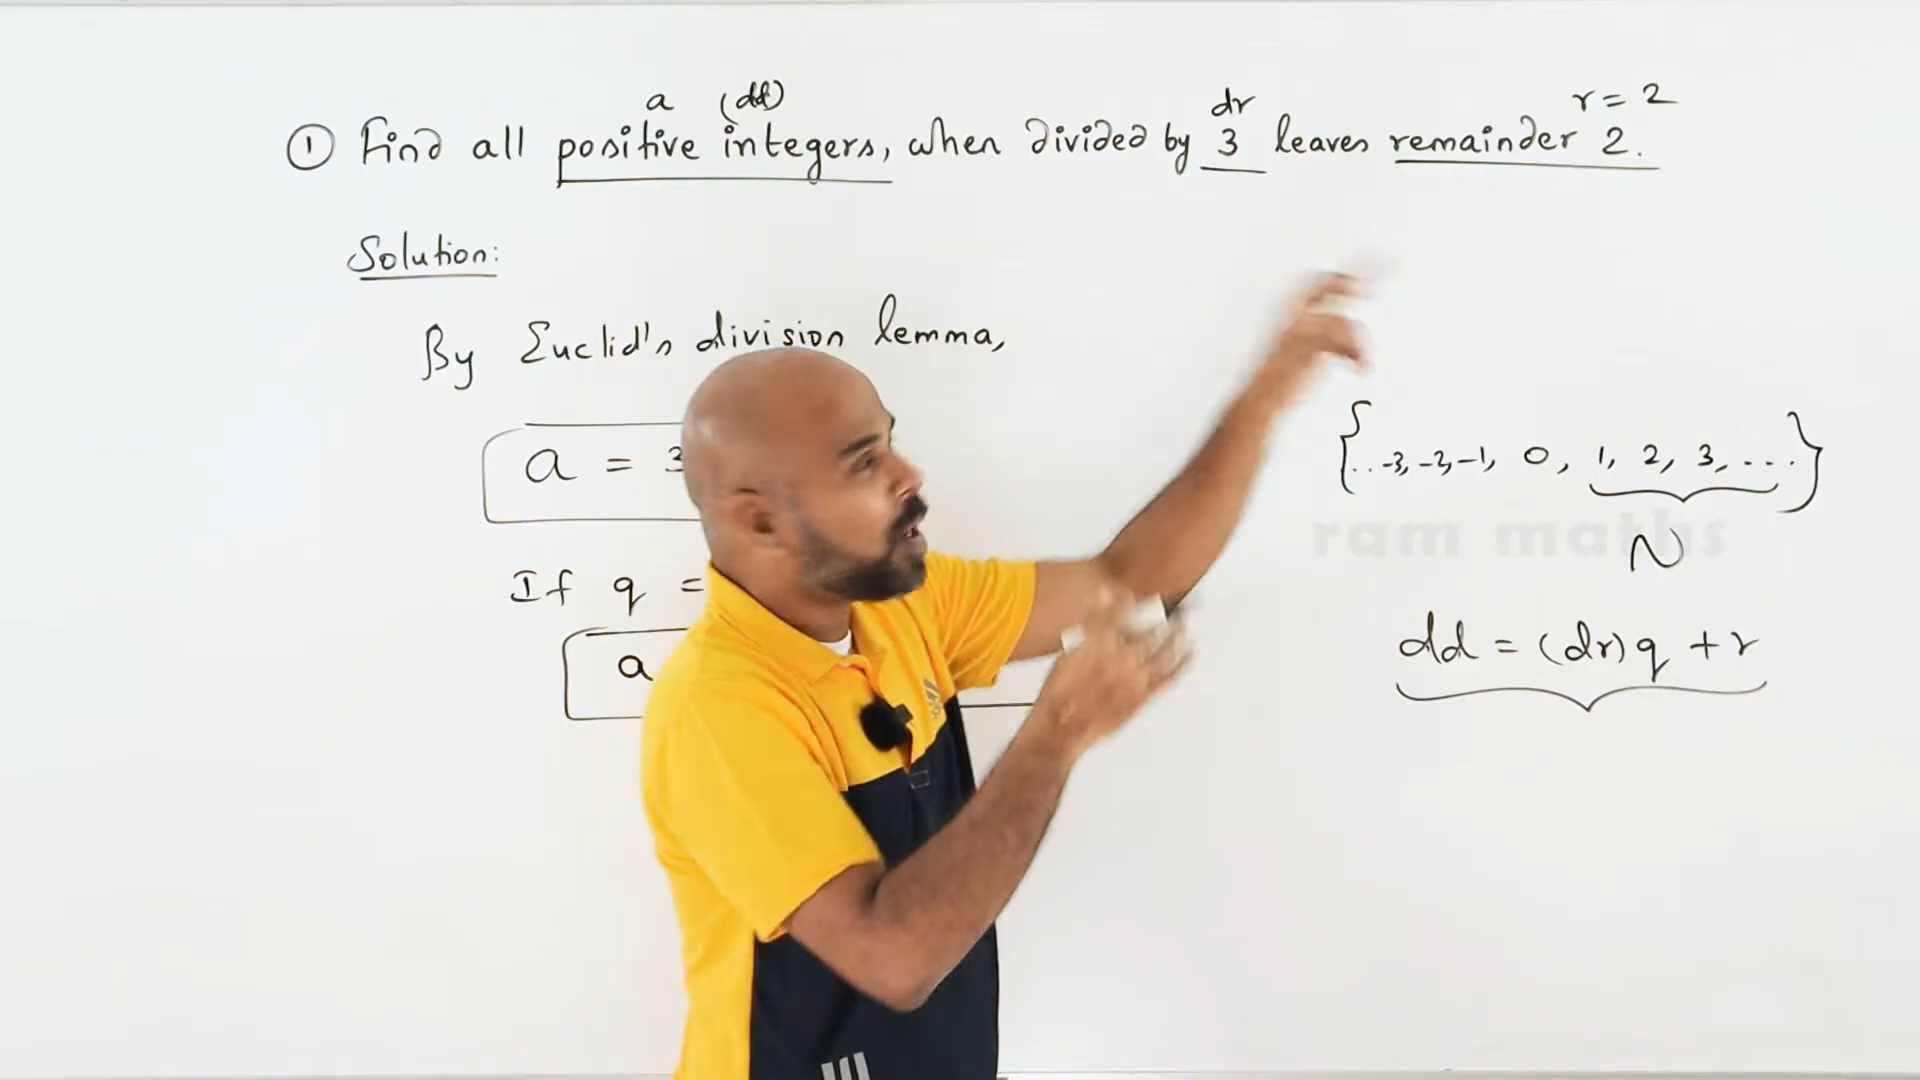 a (dd) dr r = 2
① Find all positive integers, when divided by 3 leaves remainder 2.
Solution:
By Euclid's division lemma,
a = 3
{..-3, -2, -1, 0, 1, 2, 3, ...}
ram maths
N
If q =
dd = (dr)q + r
a